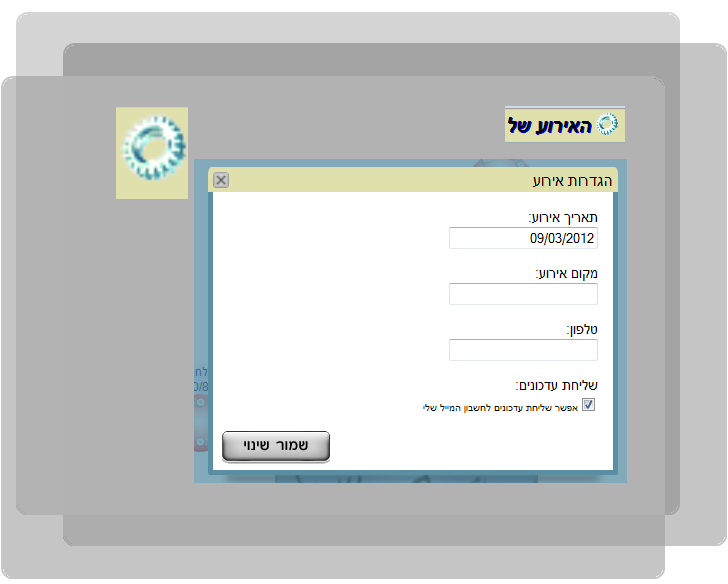 האירוע של
הגדרות אירוע
תאריך אירוע:
09/03/2012
מקום אירוע:
טלפון:
שליחת עדכונים:
אפשר שליחת עדכונים לחשבון המייל שלי
שמור שינוי